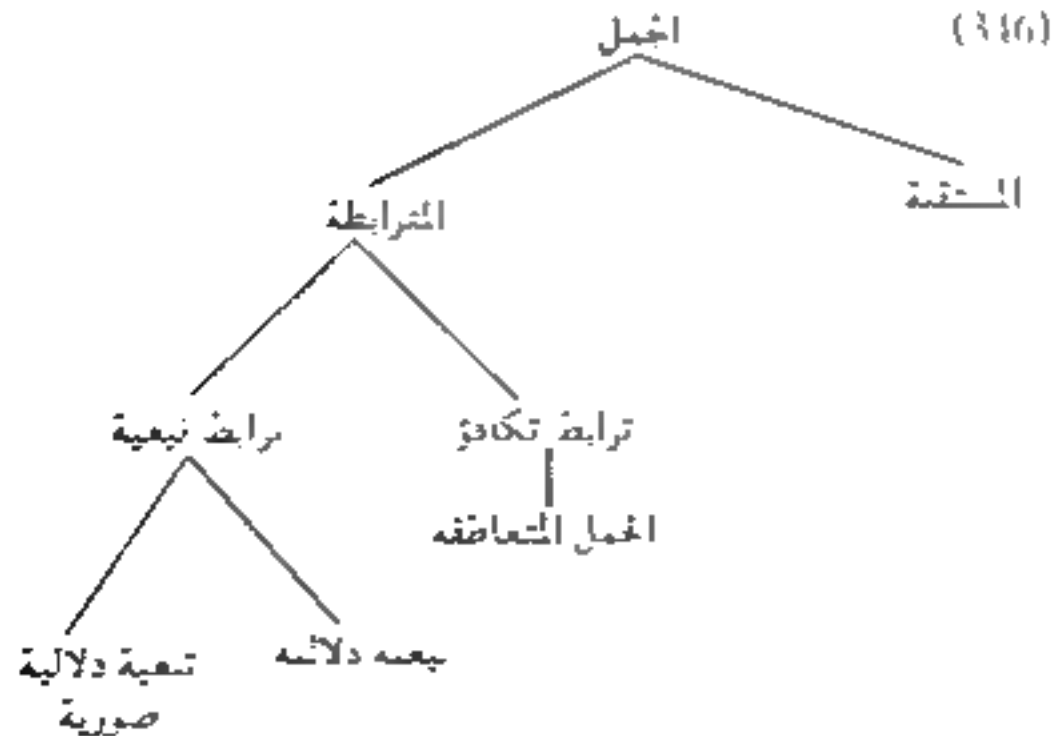 (346)
الجمل
المستقلة
المترابطة
ترابط تكافؤ
ترابط تبعية
الجمل المتعاطفة
تبعية دلالية
تبعية دلالية
صورية